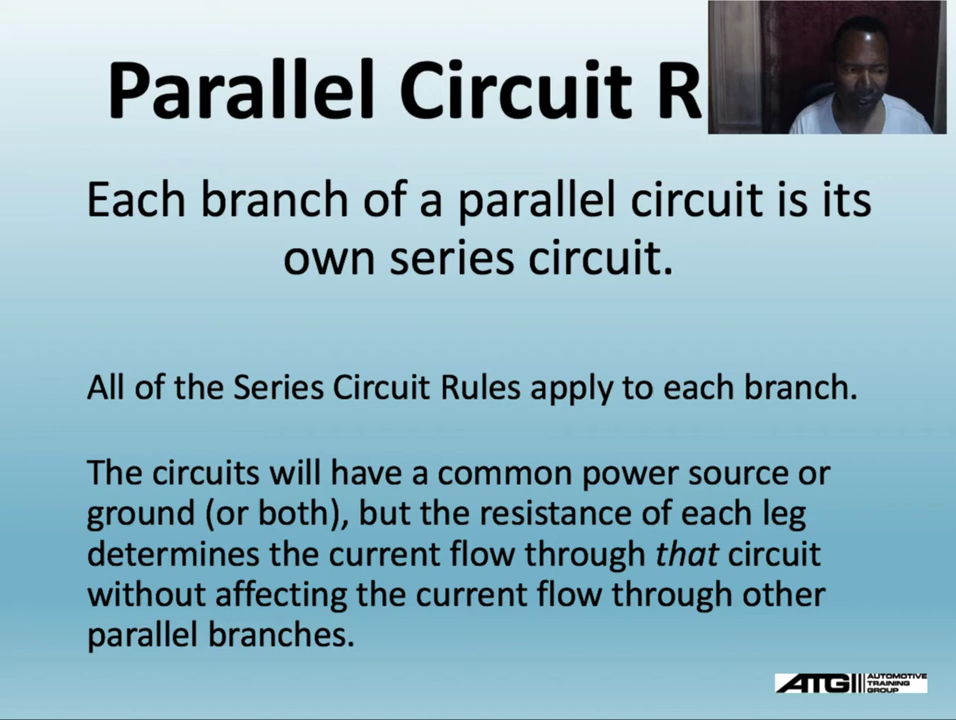 Parallel Circuit R
Each branch of a parallel circuit is its
own series circuit.
All of the Series Circuit Rules apply to each branch.
The circuits will have a common power source or
ground (or both), but the resistance of each leg
determines the current flow through that circuit
without affecting the current flow through other
parallel branches.
ATG AUTOMOTIVE
TRAINING
GROUP